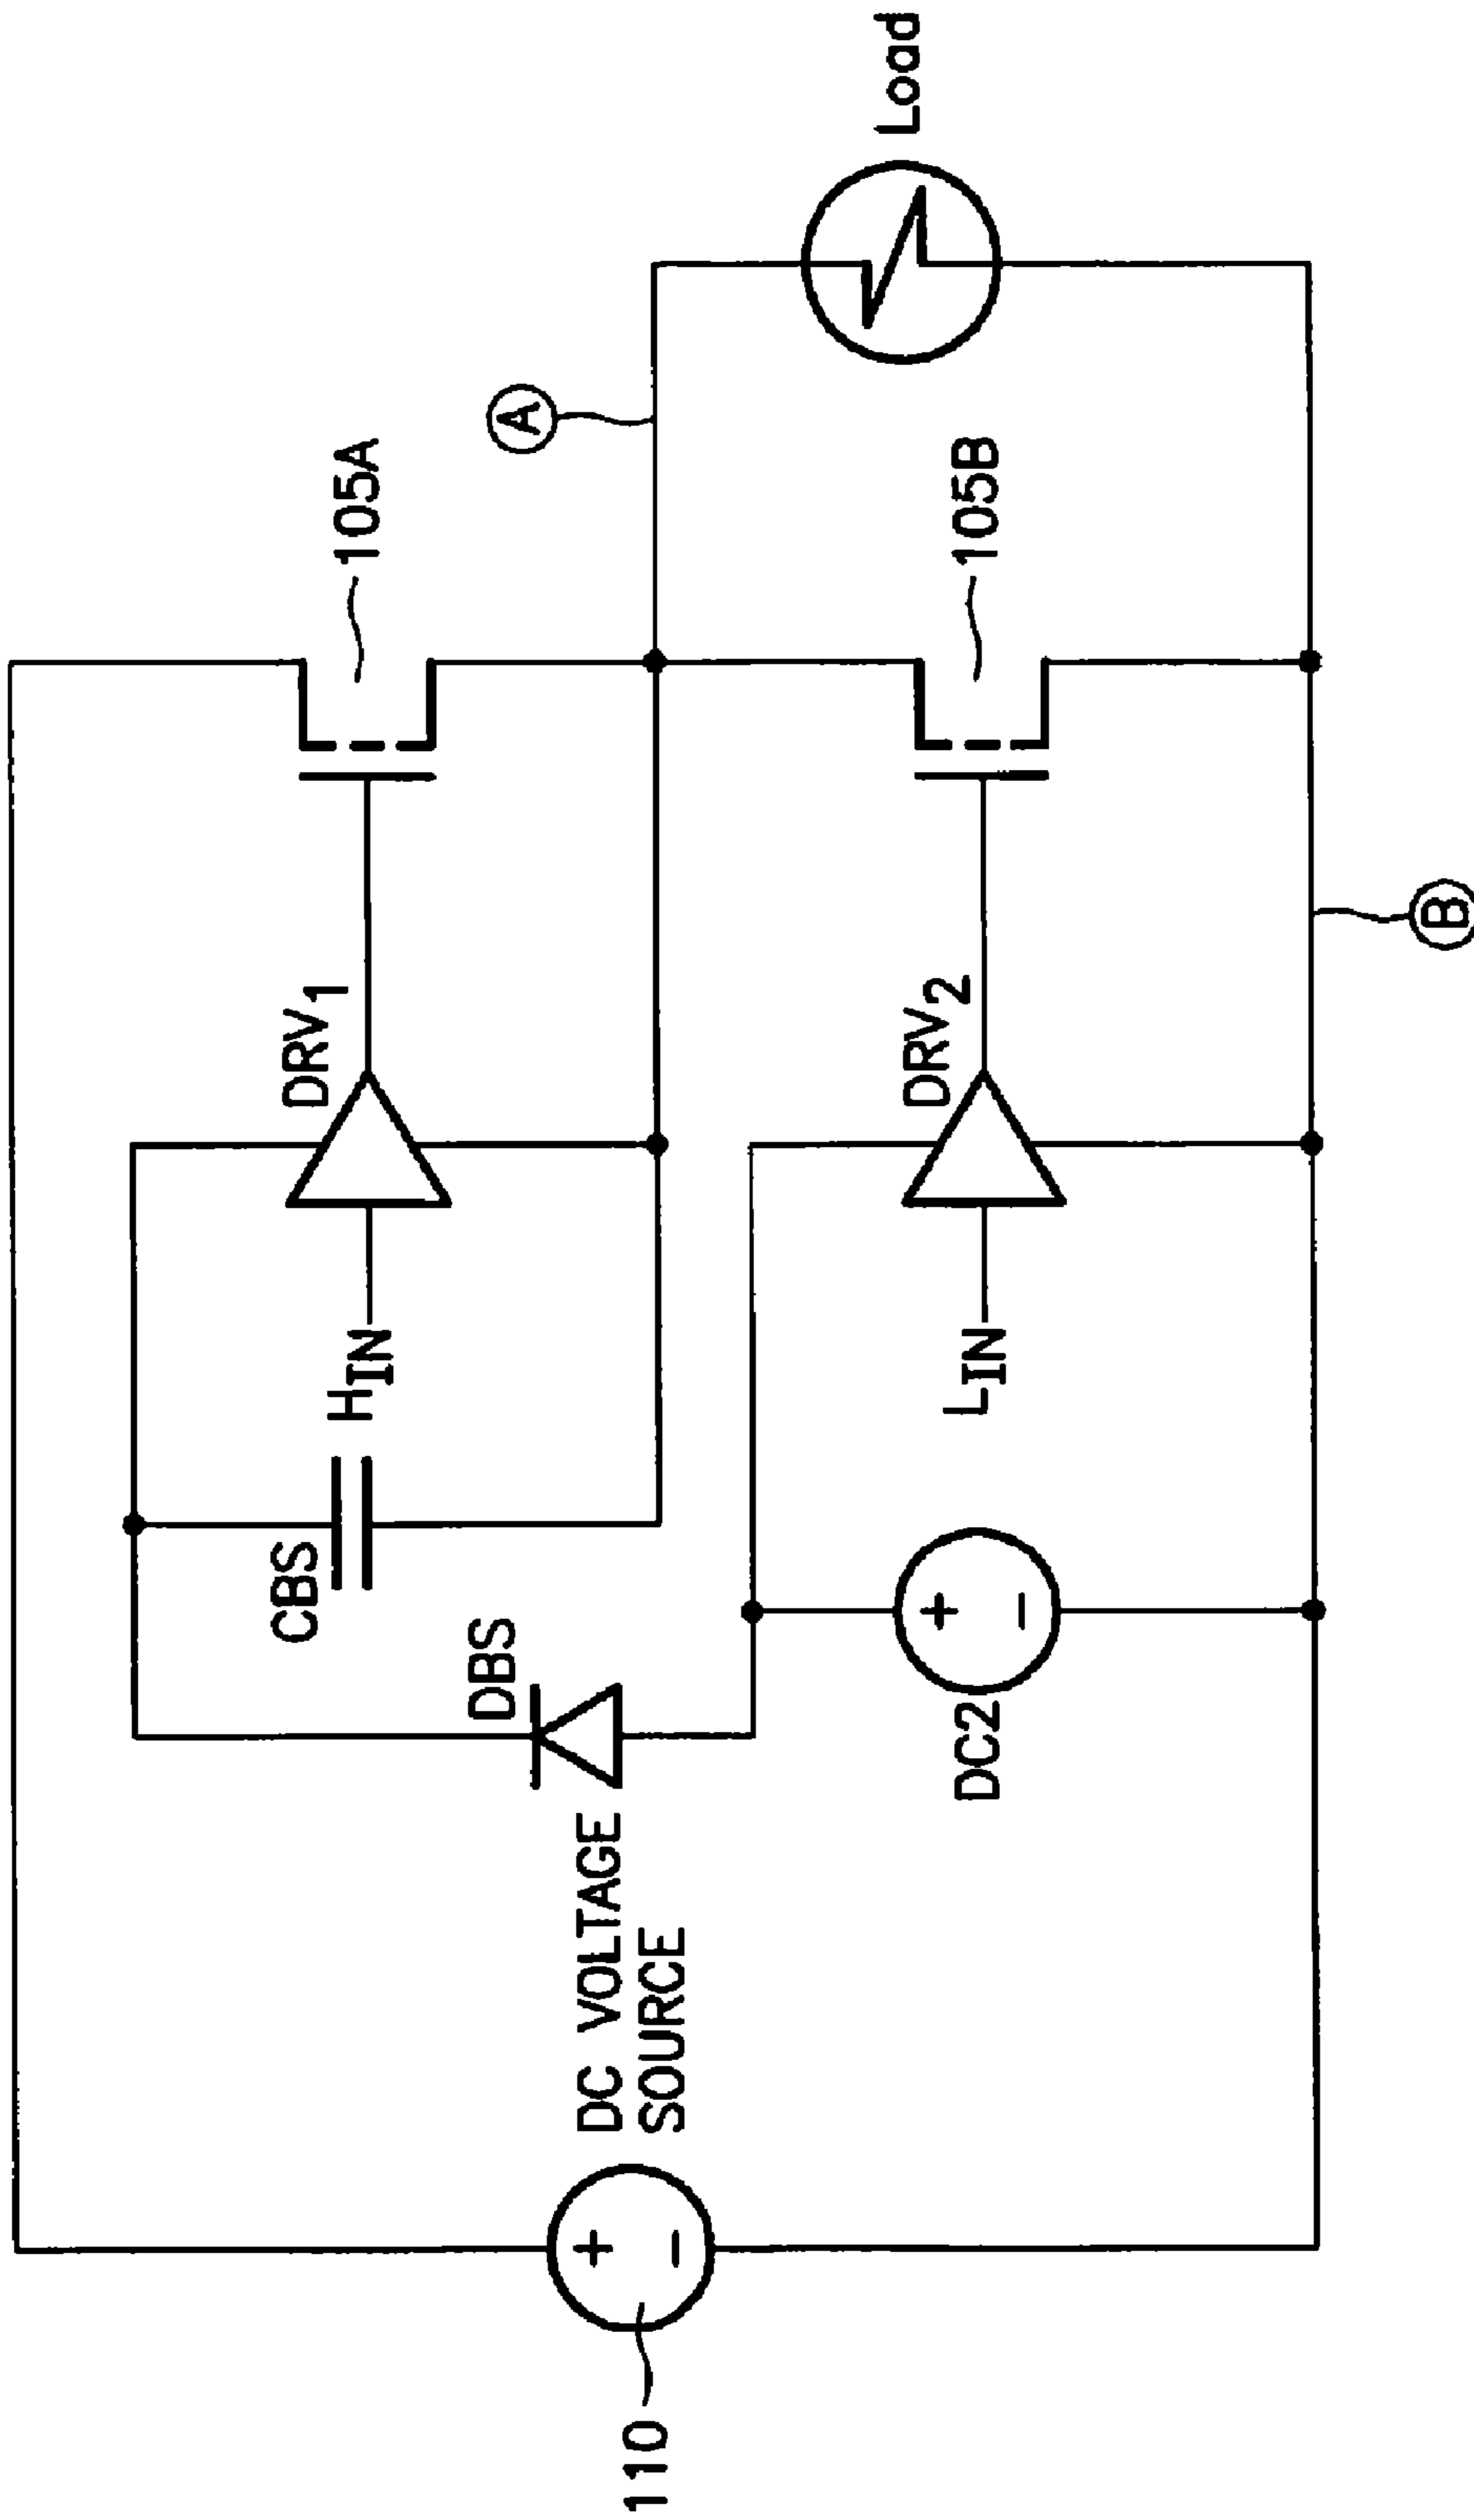 110
DC VOLTAGE
SOURCE
+
−
DBS
CBS
DC2
+
−
HIN
LIN
DRV1
DRV2
105A
105B
A
B
Load